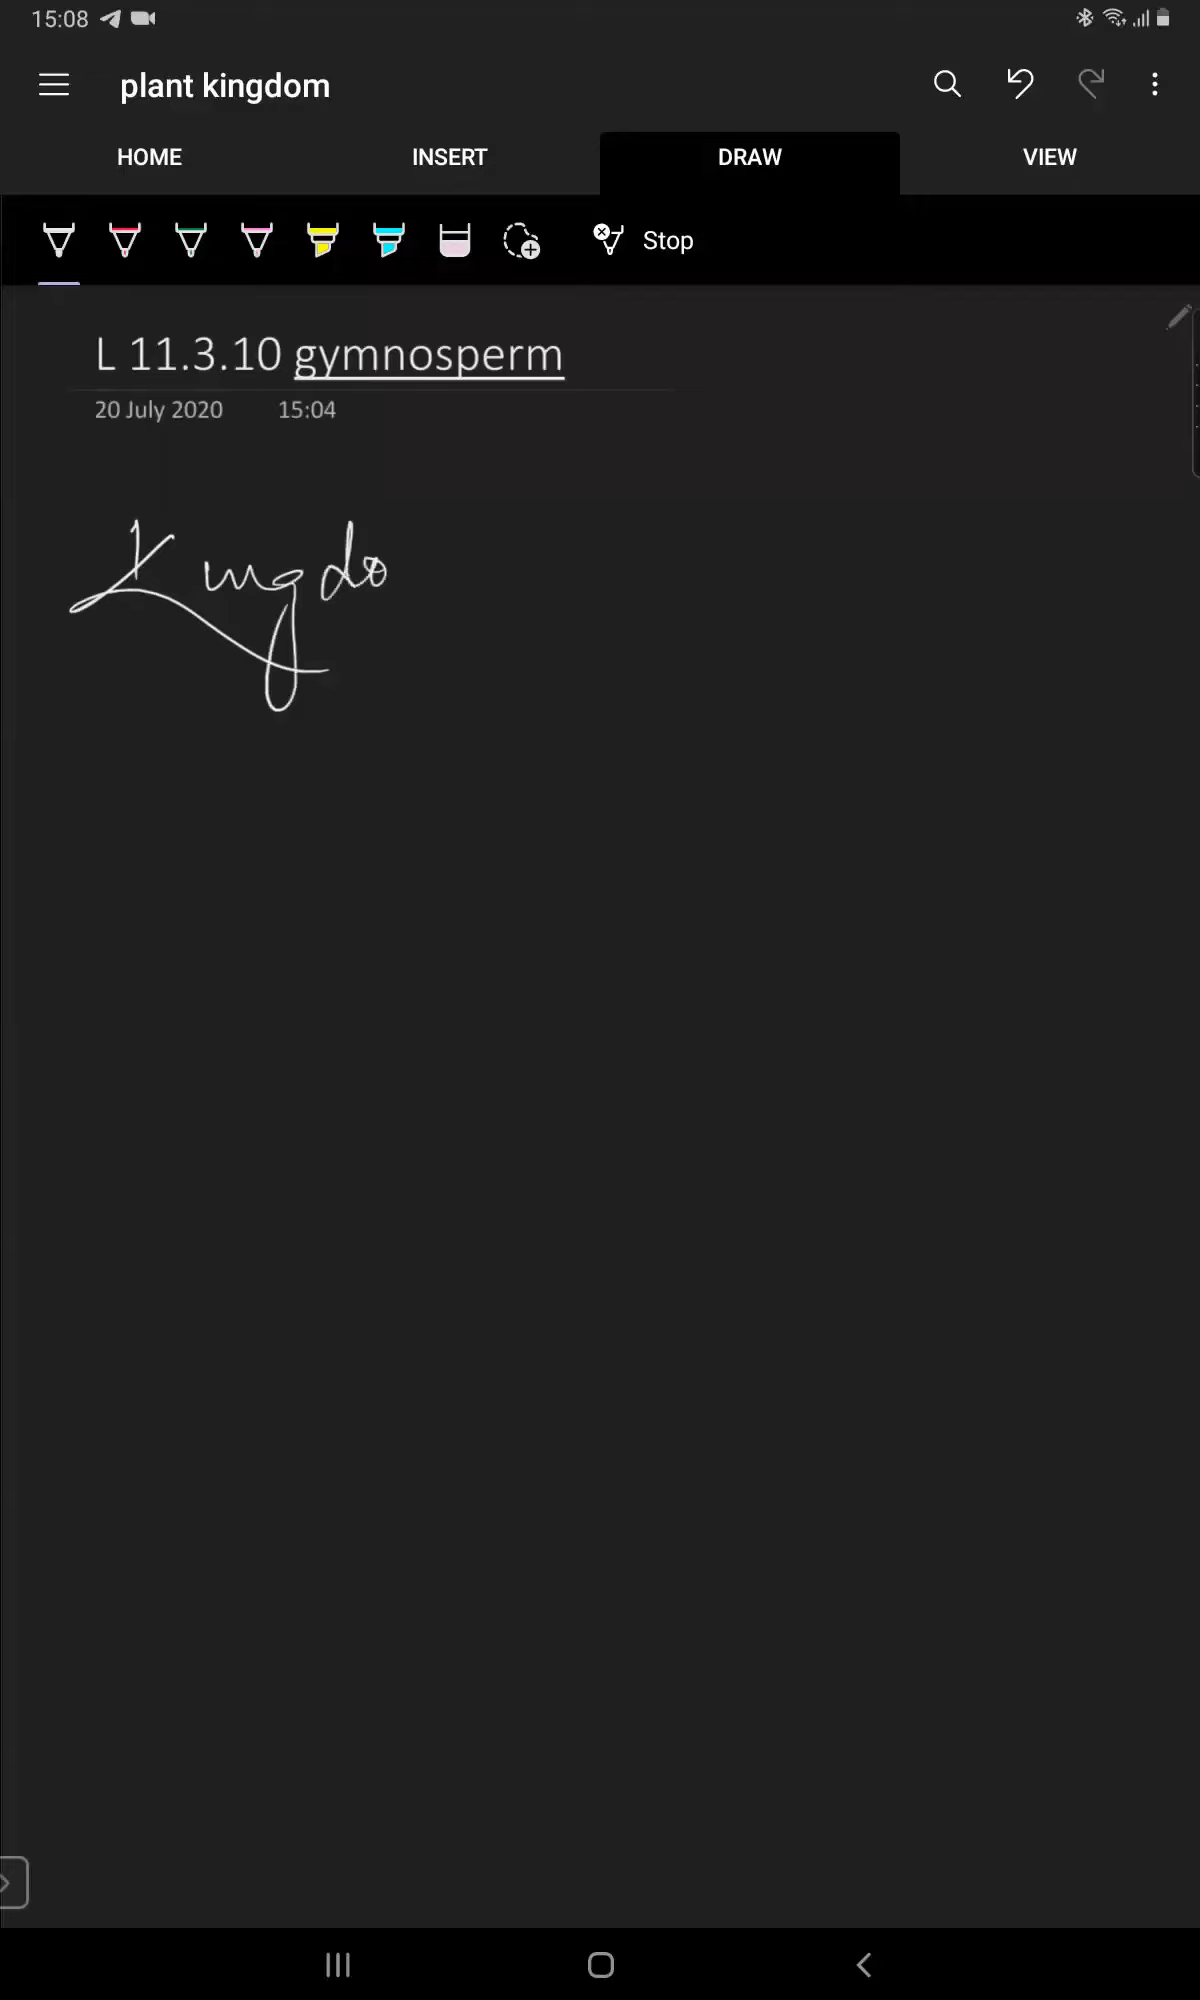 15:08
plant kingdom
HOME INSERT DRAW VIEW
Stop
L 11.3.10 gymnosperm
20 July 2020 15:04
Kingdo